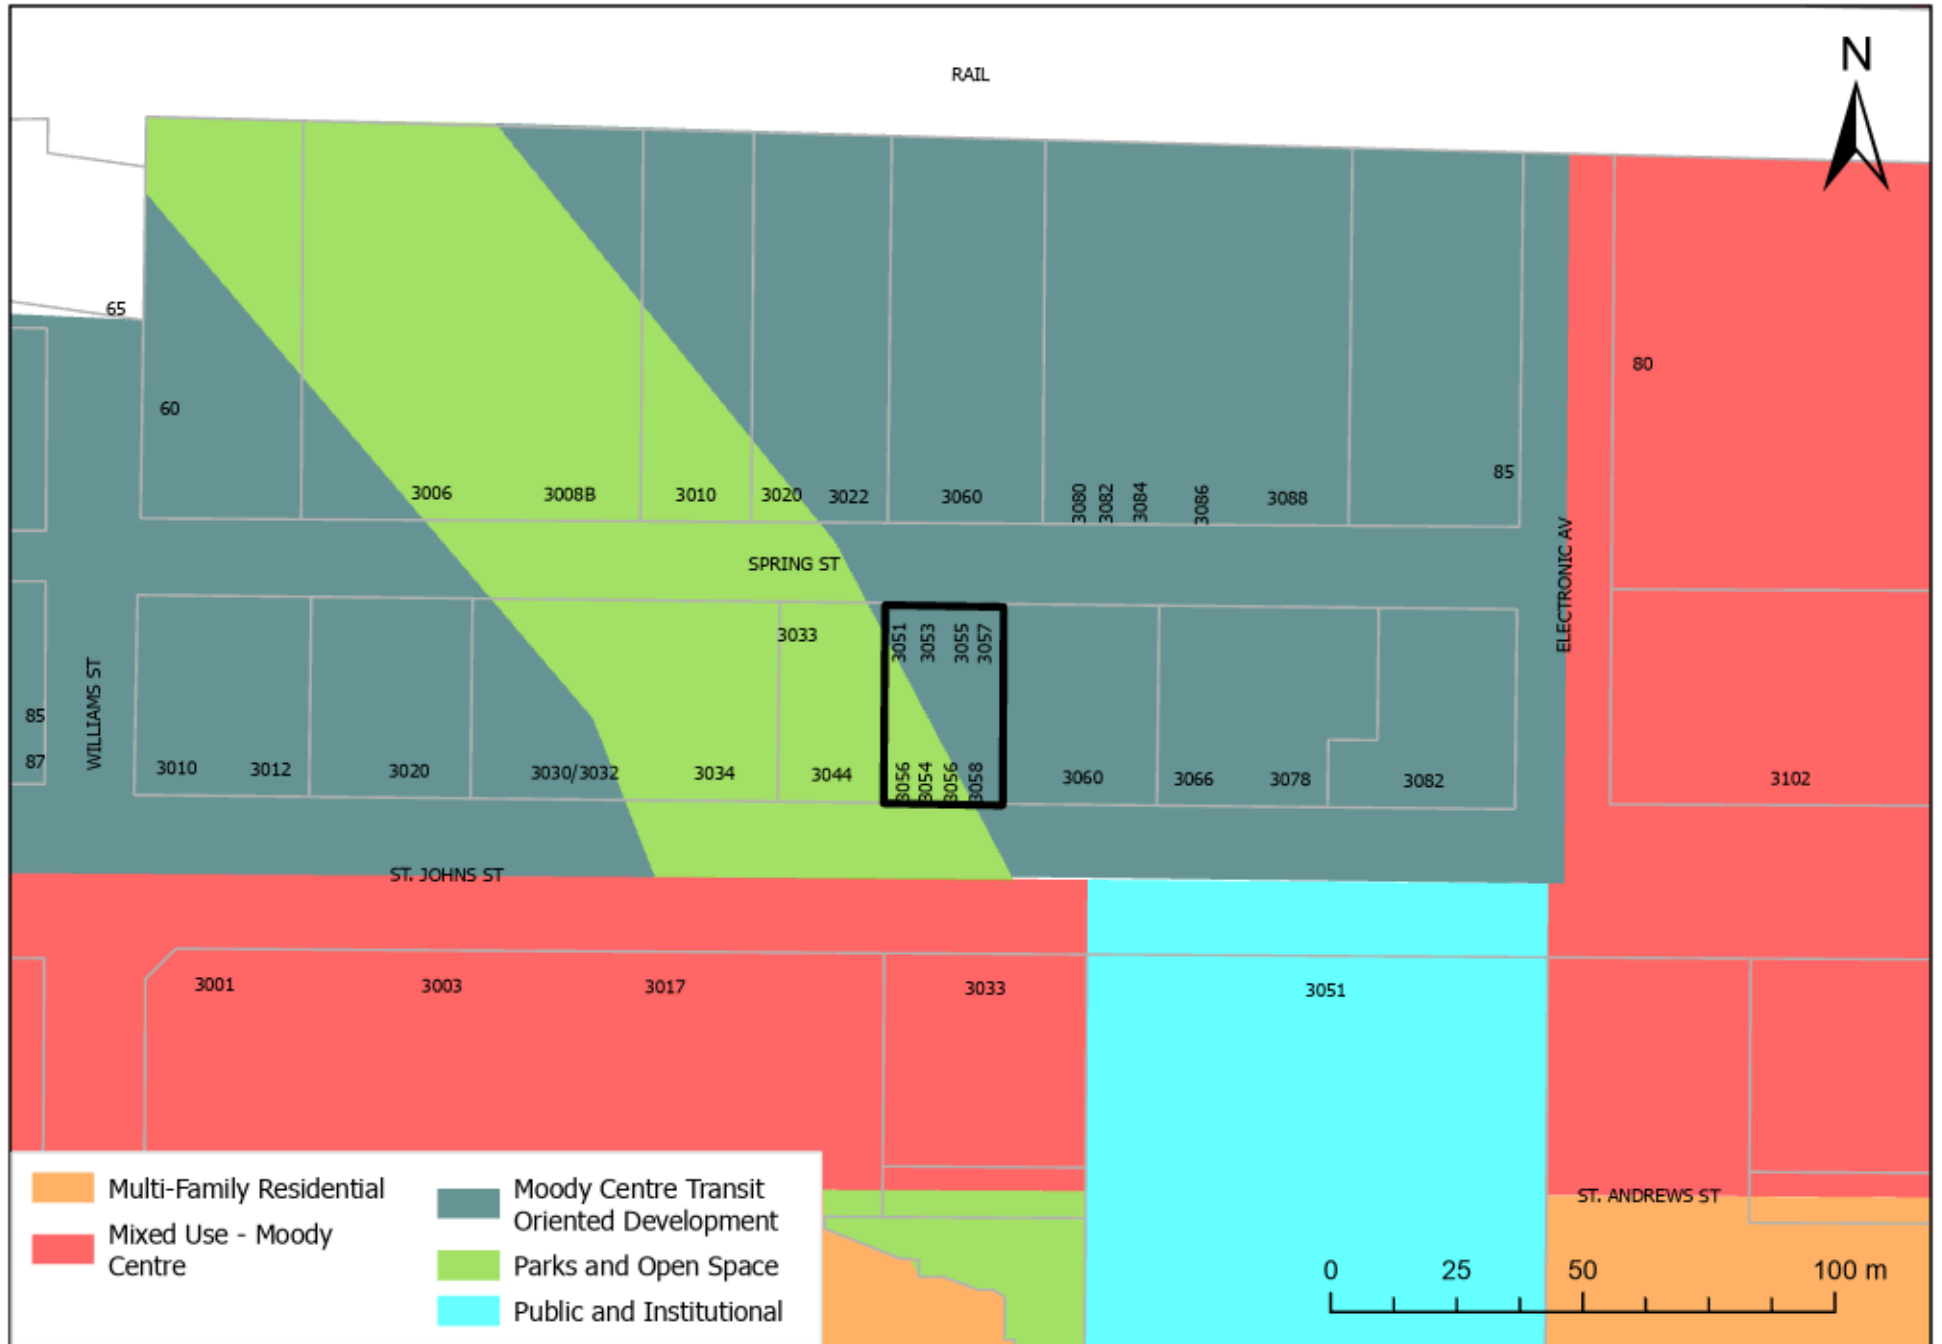 N
RAIL
65
80
60
85
3006 3008B 3010 3020 3022 3060 3080 3082 3084 3086 3088
SPRING ST
ELECTRONIC AV
3033
3051 3053 3055 3057
WILLIAMS ST
85
87
3010 3012 3020 3030/3032 3034 3044 3056 3054 3056 3058 3060 3066 3078 3082 3102
ST. JOHNS ST
3001 3003 3017 3033 3051
ST. ANDREWS ST
Multi-Family Residential
Mixed Use - Moody
Centre
Moody Centre Transit
Oriented Development
Parks and Open Space
Public and Institutional
0 25 50 100 m